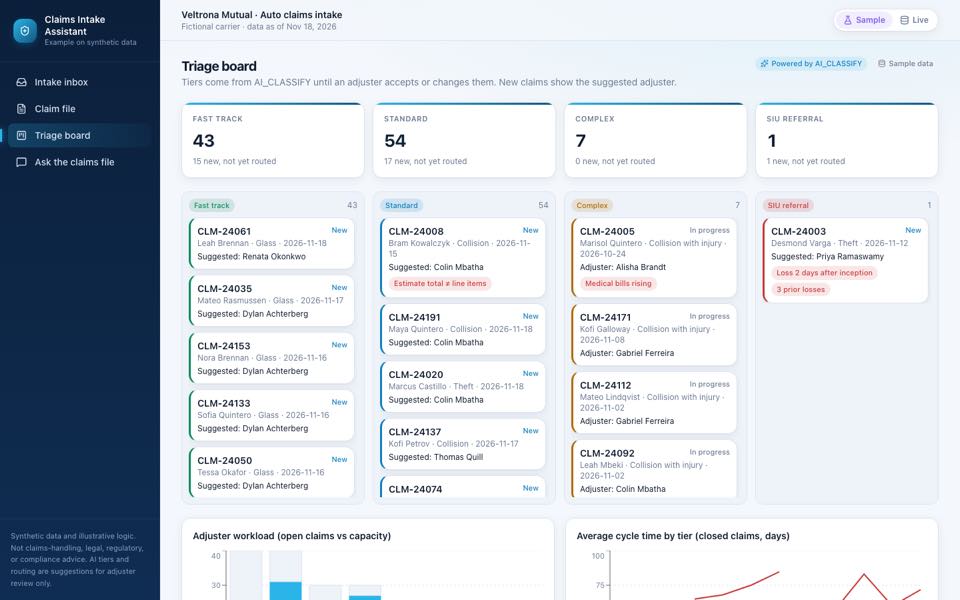 Claims Intake
Assistant
Example on synthetic data
Intake inbox
Claim file
Triage board
Ask the claims file
Synthetic data and illustrative logic.
Not claims-handling, legal, regulatory,
or compliance advice. AI tiers and
routing are suggestions for adjuster
review only.
Veltrona Mutual · Auto claims intake
Fictional carrier · data as of Nov 18, 2026
Sample
Live
Triage board
Tiers come from AI_CLASSIFY until an adjuster accepts or changes them. New claims show the suggested adjuster.
Powered by AI_CLASSIFY
Sample data
FAST TRACK
43
15 new, not yet routed
STANDARD
54
17 new, not yet routed
COMPLEX
7
0 new, not yet routed
SIU REFERRAL
1
1 new, not yet routed
Fast track 43
CLM-24061 New
Leah Brennan · Glass · 2026-11-18
Suggested: Renata Okonkwo
CLM-24035 New
Mateo Rasmussen · Glass · 2026-11-17
Suggested: Dylan Achterberg
CLM-24153 New
Nora Brennan · Glass · 2026-11-16
Suggested: Dylan Achterberg
CLM-24133 New
Sofia Quintero · Glass · 2026-11-16
Suggested: Dylan Achterberg
CLM-24050 New
Tessa Okafor · Glass · 2026-11-16
Suggested: Dylan Achterberg
Standard 54
CLM-24008 New
Bram Kowalczyk · Collision · 2026-11-
15
Suggested: Colin Mbatha
Estimate total ≠ line items
CLM-24191 New
Maya Quintero · Collision · 2026-11-18
Suggested: Colin Mbatha
CLM-24020 New
Marcus Castillo · Theft · 2026-11-18
Suggested: Colin Mbatha
CLM-24137 New
Kofi Petrov · Collision · 2026-11-17
Suggested: Thomas Quill
CLM-24074 New
Complex 7
CLM-24005 In progress
Marisol Quintero · Collision with injury ·
2026-10-24
Adjuster: Alisha Brandt
Medical bills rising
CLM-24171 In progress
Kofi Galloway · Collision with injury ·
2026-11-08
Adjuster: Gabriel Ferreira
CLM-24112 In progress
Mateo Lindqvist · Collision with injury ·
2026-11-02
Adjuster: Gabriel Ferreira
CLM-24092 In progress
Leah Mbeki · Collision with injury ·
2026-11-02
Adjuster: Colin Mbatha
SIU referral 1
CLM-24003 New
Desmond Varga · Theft · 2026-11-12
Suggested: Priya Ramaswamy
Loss 2 days after inception
3 prior losses
Adjuster workload (open claims vs capacity)
40
30
Average cycle time by tier (closed claims, days)
100
75